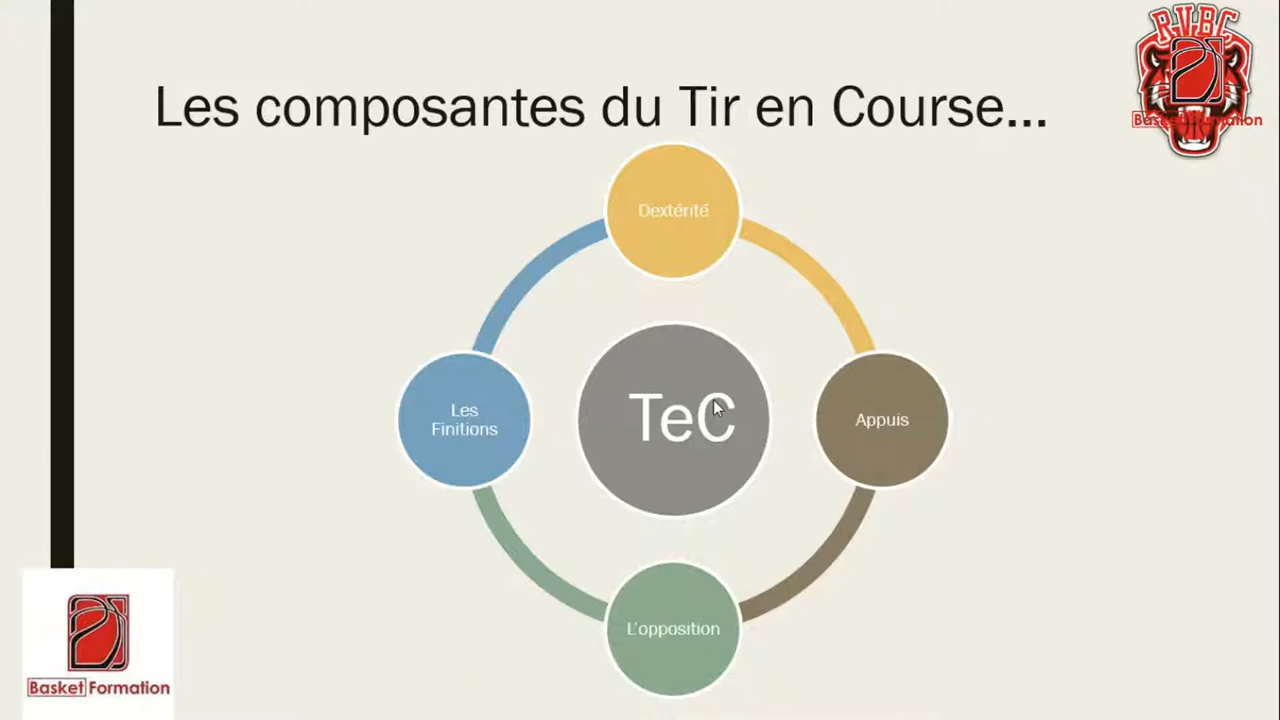 RVBC
Basket Formation
Les composantes du Tir en Course...
Dextérité
Les
Finitions
TeC
Appuis
L'opposition
Basket Formation